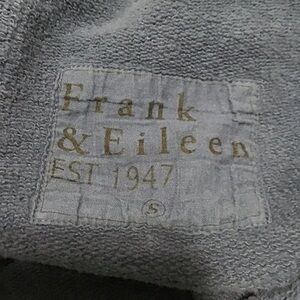 Frank
& Eileen
EST 1947
S